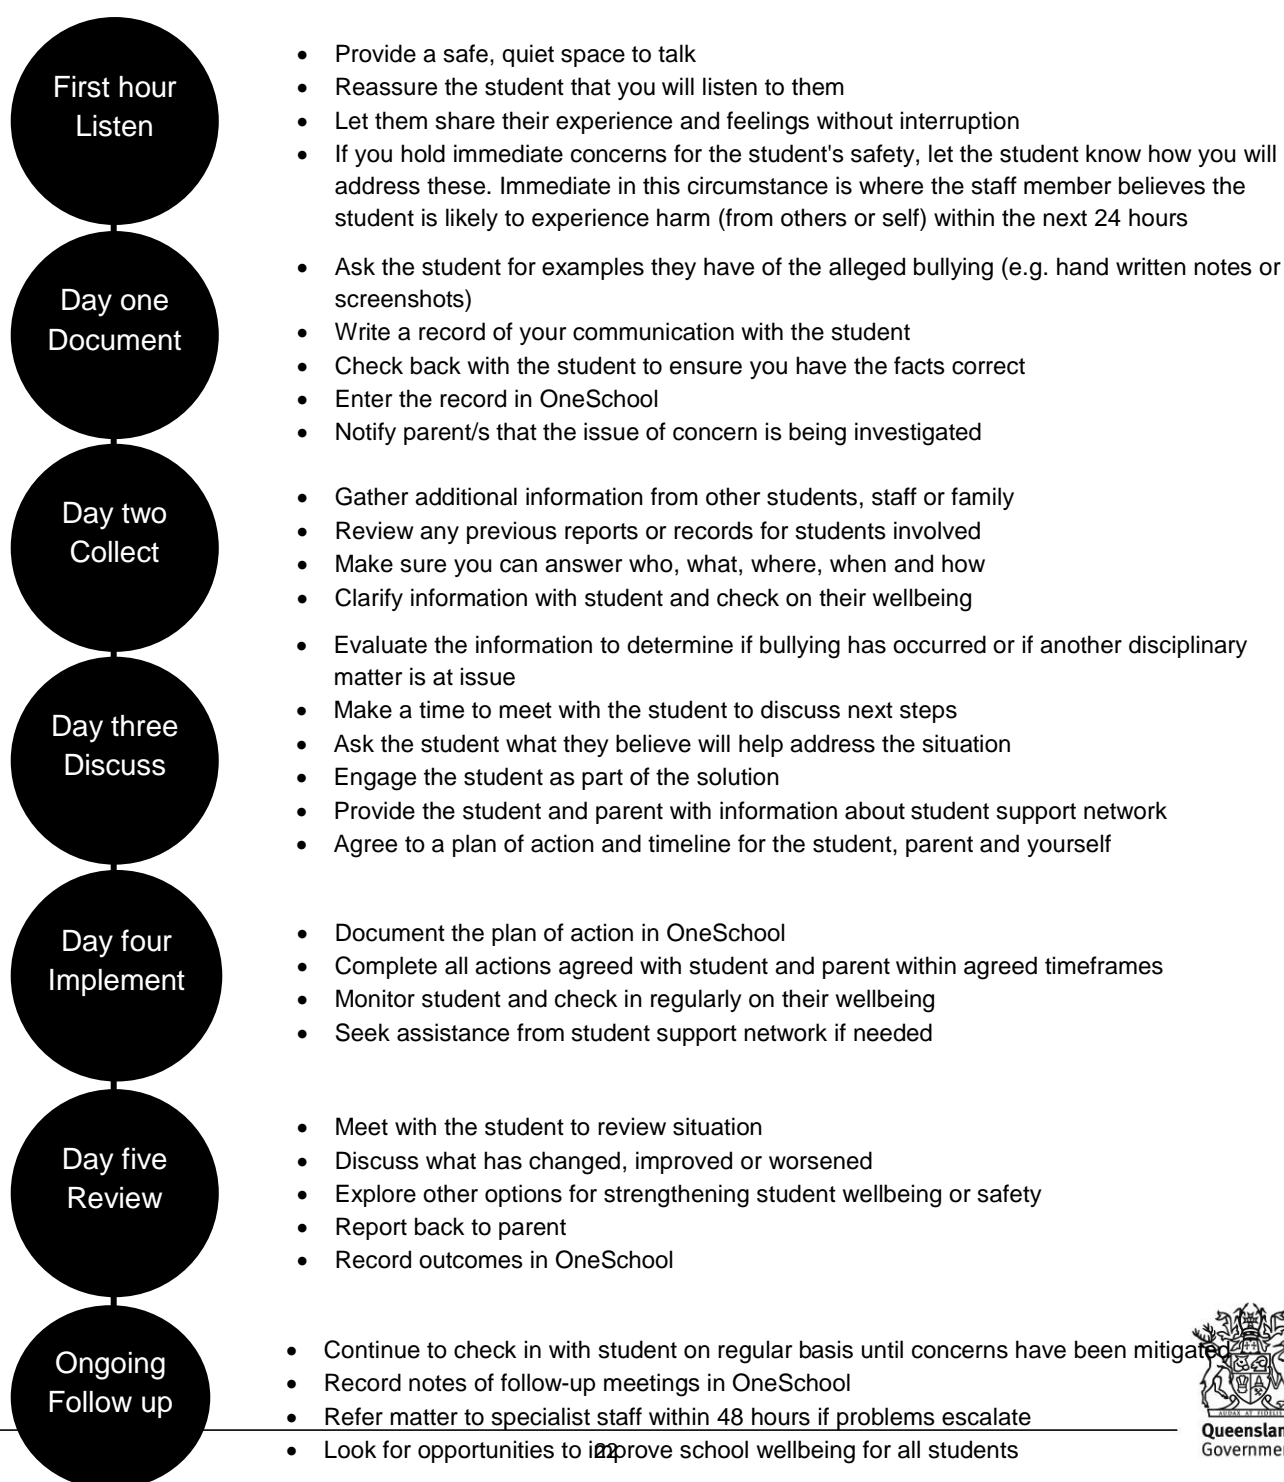 First hour
Listen
• Provide a safe, quiet space to talk
• Reassure the student that you will listen to them
• Let them share their experience and feelings without interruption
• If you hold immediate concerns for the student's safety, let the student know how you will
address these. Immediate in this circumstance is where the staff member believes the
student is likely to experience harm (from others or self) within the next 24 hours
Day one
Document
• Ask the student for examples they have of the alleged bullying (e.g. hand written notes or
screenshots)
• Write a record of your communication with the student
• Check back with the student to ensure you have the facts correct
• Enter the record in OneSchool
• Notify parent/s that the issue of concern is being investigated
Day two
Collect
• Gather additional information from other students, staff or family
• Review any previous reports or records for students involved
• Make sure you can answer who, what, where, when and how
• Clarify information with student and check on their wellbeing
Day three
Discuss
• Evaluate the information to determine if bullying has occurred or if another disciplinary
matter is at issue
• Make a time to meet with the student to discuss next steps
• Ask the student what they believe will help address the situation
• Engage the student as part of the solution
• Provide the student and parent with information about student support network
• Agree to a plan of action and timeline for the student, parent and yourself
Day four
Implement
• Document the plan of action in OneSchool
• Complete all actions agreed with student and parent within agreed timeframes
• Monitor student and check in regularly on their wellbeing
• Seek assistance from student support network if needed
Day five
Review
• Meet with the student to review situation
• Discuss what has changed, improved or worsened
• Explore other options for strengthening student wellbeing or safety
• Report back to parent
• Record outcomes in OneSchool
Ongoing
Follow up
• Continue to check in with student on regular basis until concerns have been mitigated
• Record notes of follow-up meetings in OneSchool
• Refer matter to specialist staff within 48 hours if problems escalate
• Look for opportunities to improve school wellbeing for all students
22
AUDAX AT FIDELIS
Queenslan
Governmen